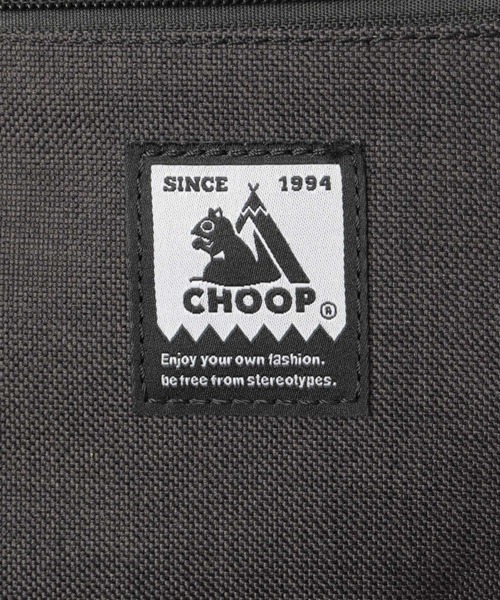 SINCE 1994
CHOOP®
Enjoy your own fashion.
be free from stereotypes.